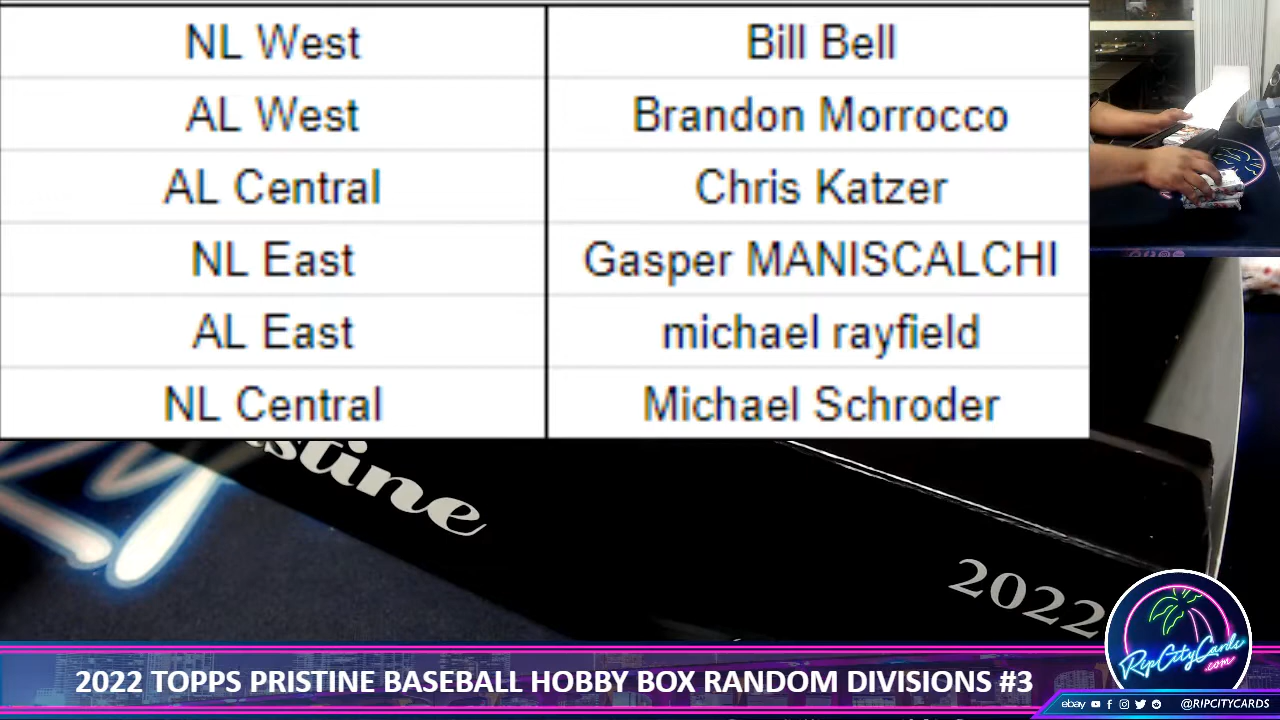 NL West Bill Bell
AL West Brandon Morrocco
AL Central Chris Katzer
NL East Gasper MANISCALCHI
AL East michael rayfield
NL Central Michael Schroder
stine
2022
RipCityCards
.com
2022 TOPPS PRISTINE BASEBALL HOBBY BOX RANDOM DIVISIONS #3
ebay @RIPCITYCARDS